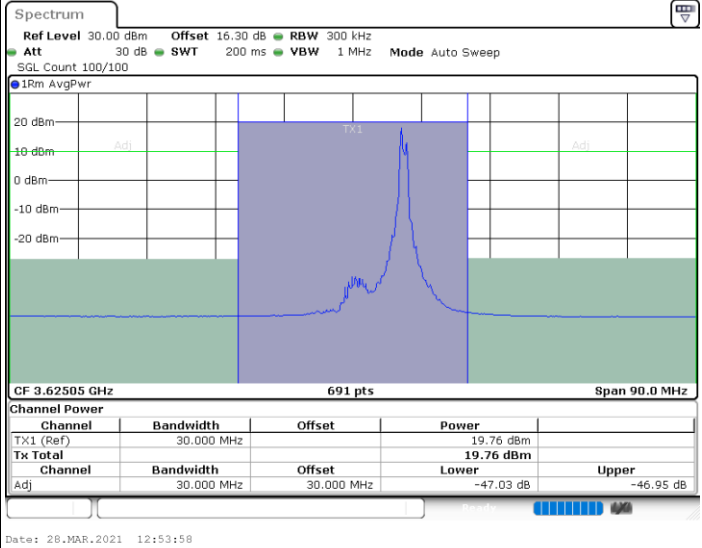 Spectrum
Ref Level 30.00 dBm Offset 16.30 dB RBW 300 kHz
Att 30 dB SWT 200 ms VBW 1 MHz Mode Auto Sweep
SGL Count 100/100
1Rm AvgPwr
20 dBm
TX1
Adj Adj
10 dBm
0 dBm
-10 dBm
-20 dBm
CF 3.62505 GHz 691 pts Span 90.0 MHz
Channel Power
Channel Bandwidth Offset Power
TX1 (Ref) 30.000 MHz 19.76 dBm
Tx Total 19.76 dBm
Channel Bandwidth Offset Lower Upper
Adj 30.000 MHz 30.000 MHz -47.03 dB -46.95 dB
Ready
Date: 28.MAR.2021 12:53:58